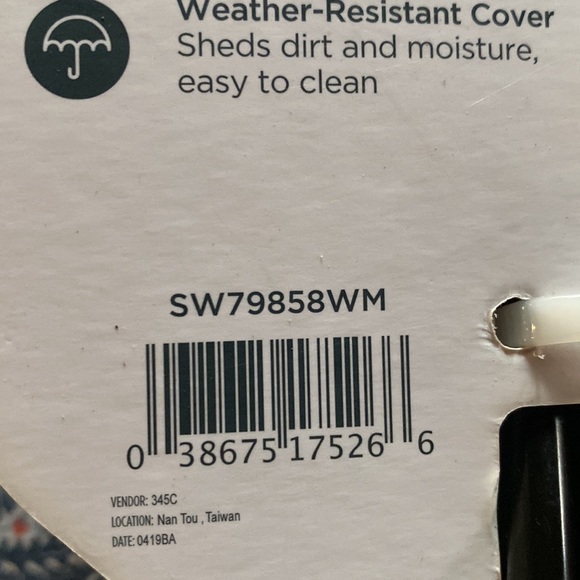 Weather-Resistant Cover
Sheds dirt and moisture,
easy to clean
SW79858WM
0 38675 17526 6
VENDOR: 345C
LOCATION: Nan Tou , Taiwan
DATE: 0419BA